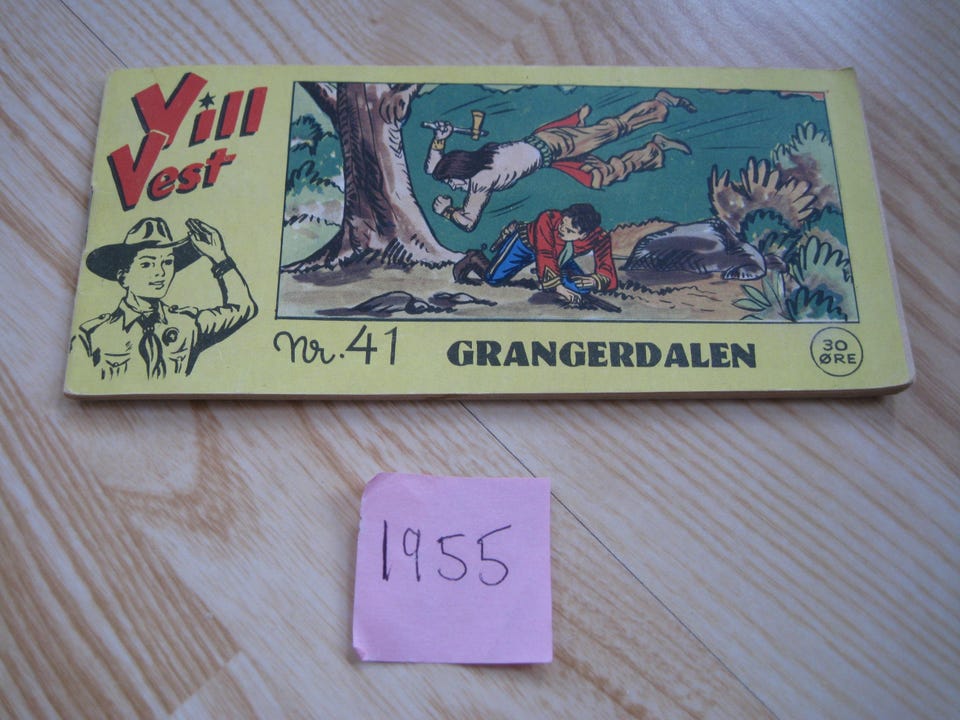 Vill
Vest
nr. 41
GRANGERDALEN
30
ØRE
1955